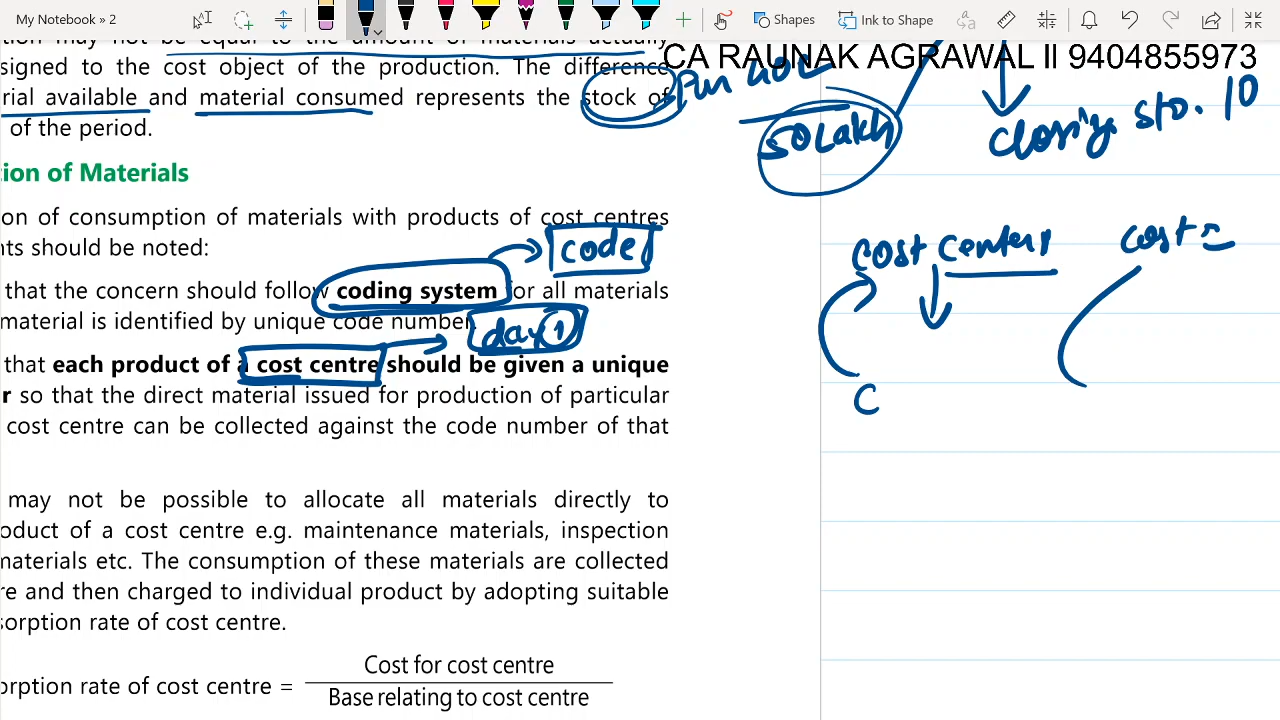 My Notebook » 2
Shapes
Ink to Shape
tion may not be equal to the amount of materials actually
CA RAUNAK AGRAWAL II 9404855973
signed to the cost object of the production. The difference
rial available and material consumed represents the stock of
of the period.
50 Lakh
closing sto. 10
ion of Materials
on of consumption of materials with products of cost centres
nts should be noted:
code
cost centers
cost =
that the concern should follow coding system for all materials
material is identified by unique code number.
day 1
that each product of a cost centre should be given a unique
r so that the direct material issued for production of particular
C
cost centre can be collected against the code number of that
may not be possible to allocate all materials directly to
oduct of a cost centre e.g. maintenance materials, inspection
materials etc. The consumption of these materials are collected
re and then charged to individual product by adopting suitable
sorption rate of cost centre.
orption rate of cost centre =
Cost for cost centre
Base relating to cost centre